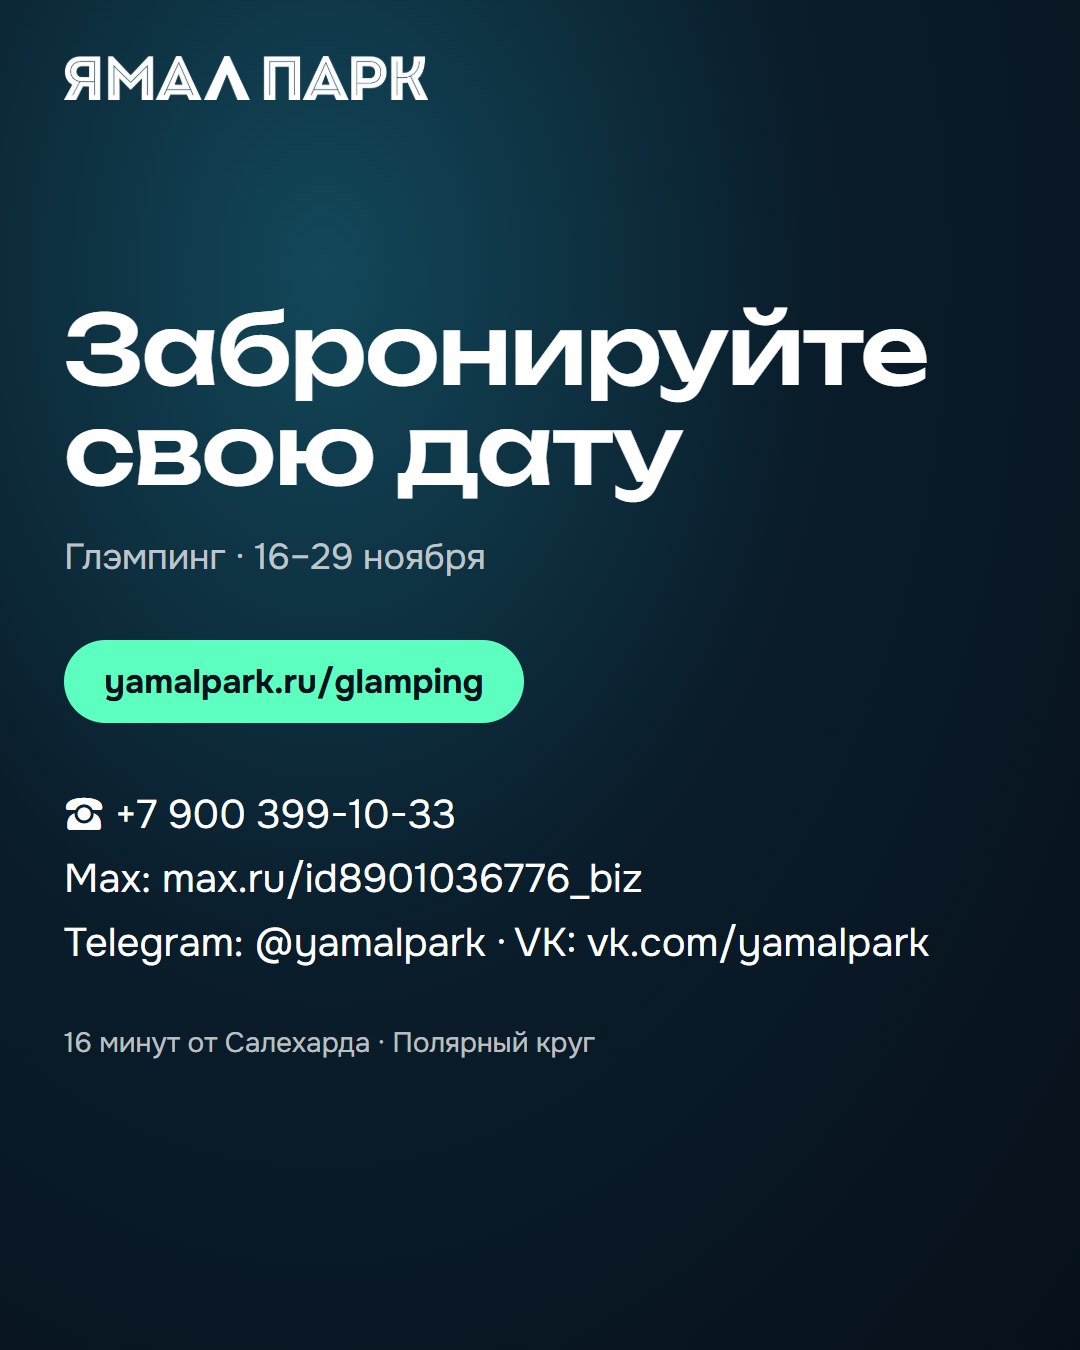 ЯМАЛ ПАРК
Забронируйте
свою дату
Глэмпинг · 16–29 ноября
yamalpark.ru/glamping
☎ +7 900 399-10-33
Max: max.ru/id8901036776_biz
Telegram: @yamalpark · VK: vk.com/yamalpark
16 минут от Салехарда · Полярный круг